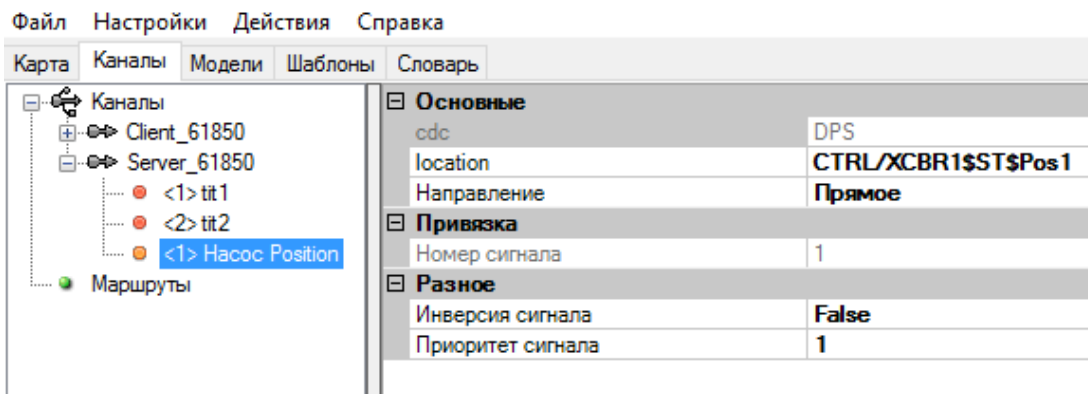 Файл Настройки Действия Справка
Карта Каналы Модели Шаблоны Словарь
Каналы
Client_61850
Server_61850
<1> tit1
<2> tit2
<1> Насос Position
Маршруты
Основные
cdc DPS
location CTRL/XCBR1$ST$Pos1
Направление Прямое
Привязка
Номер сигнала 1
Разное
Инверсия сигнала False
Приоритет сигнала 1